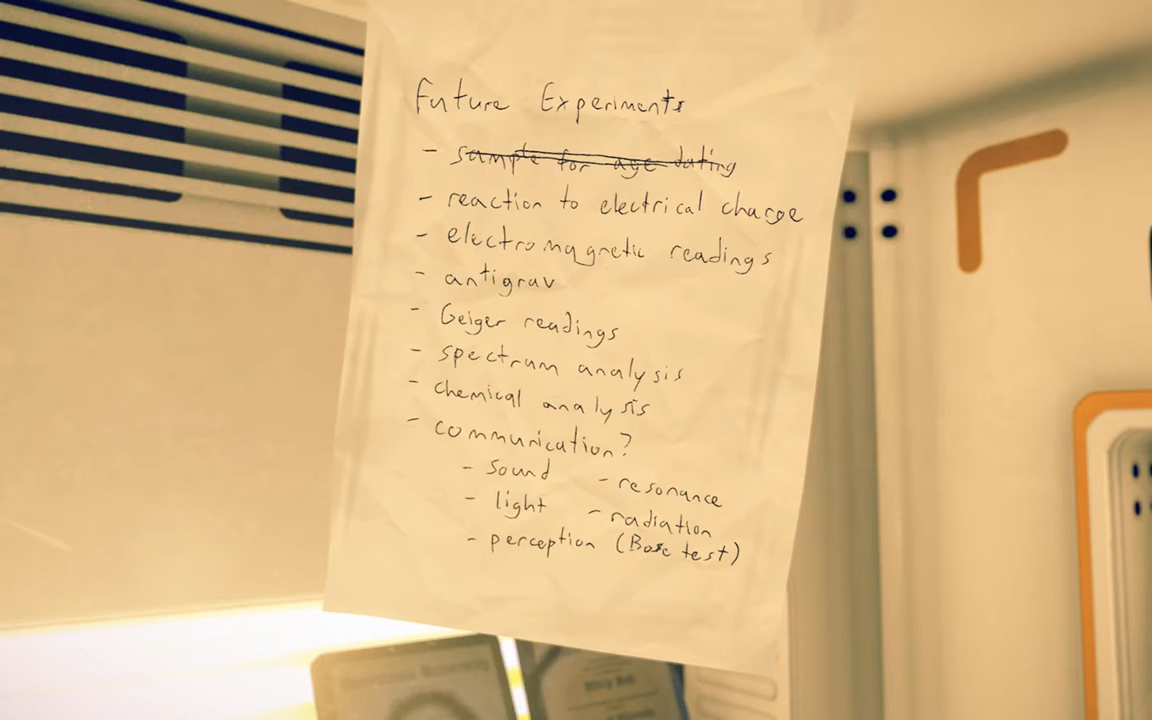 Future Experiments
- sample for age dating
- reaction to electrical charge
- electromagnetic readings
- antigrav
- Geiger readings
- spectrum analysis
- chemical analysis
- communication?
- sound - resonance
- light - radiation
- perception (Base test)